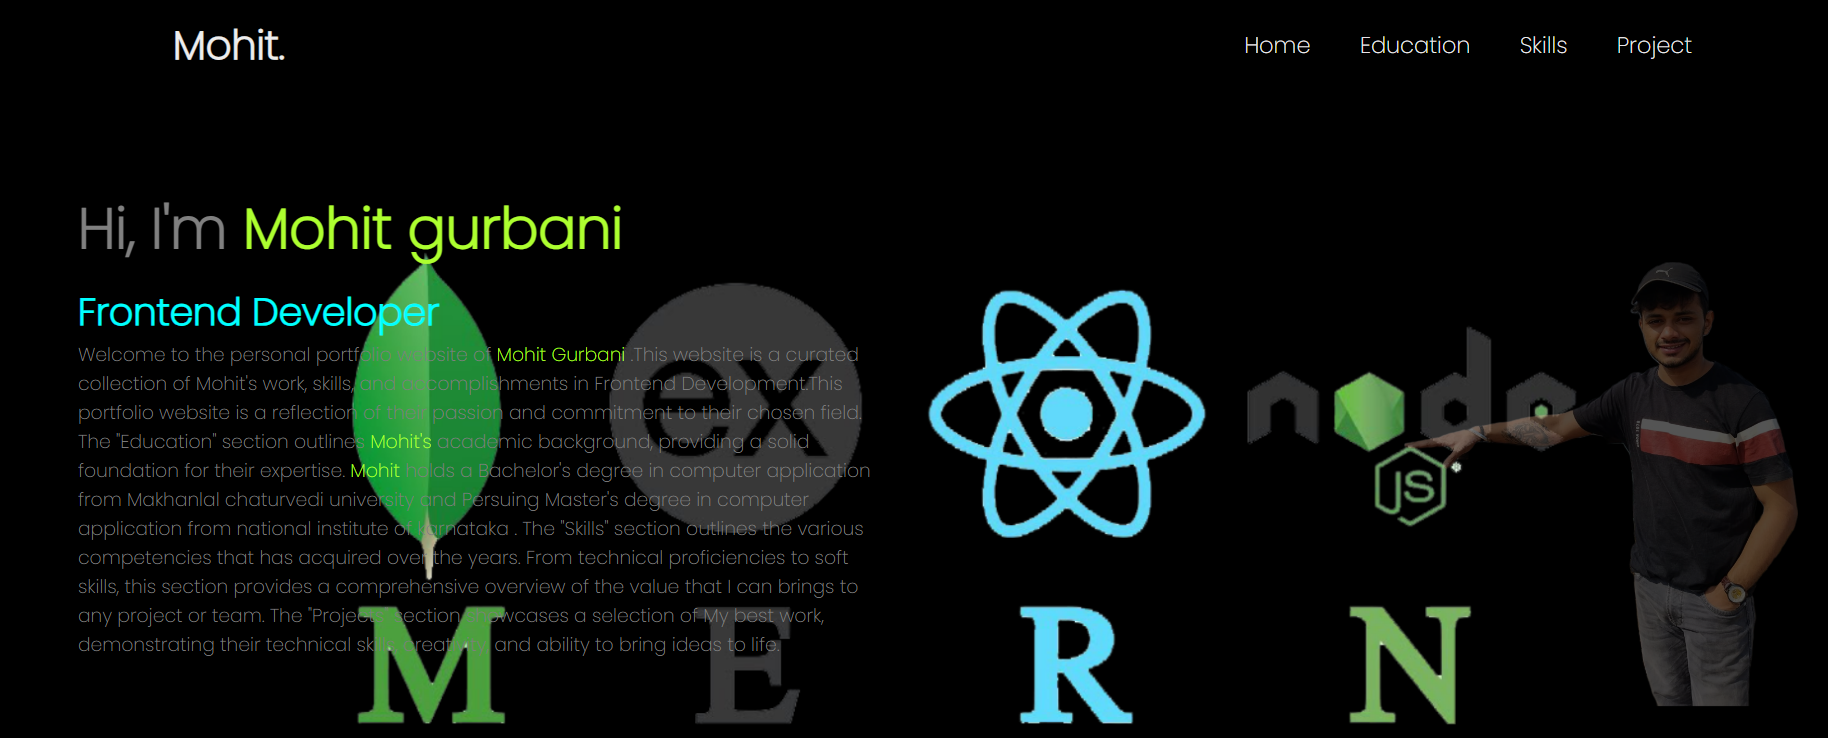 Mohit.
Home Education Skills Project
Hi, I'm Mohit gurbani
Frontend Developer
Welcome to the personal portfolio website of Mohit Gurbani .This website is a curated
collection of Mohit's work, skills, and accomplishments in Frontend Development.This
portfolio website is a reflection of their passion and commitment to their chosen field.
The "Education" section outlines Mohit's academic background, providing a solid
foundation for their expertise. Mohit holds a Bachelor's degree in computer application
from Makhanlal chaturvedi university and Persuing Master's degree in computer
application from national institute of karnataka . The "Skills" section outlines the various
competencies that has acquired over the years. From technical proficiencies to soft
skills, this section provides a comprehensive overview of the value that I can brings to
any project or team. The "Project" section showcases a selection of My best work,
demonstrating their technical skills, creativity, and ability to bring ideas to life.
ex
node
JS
M E R N